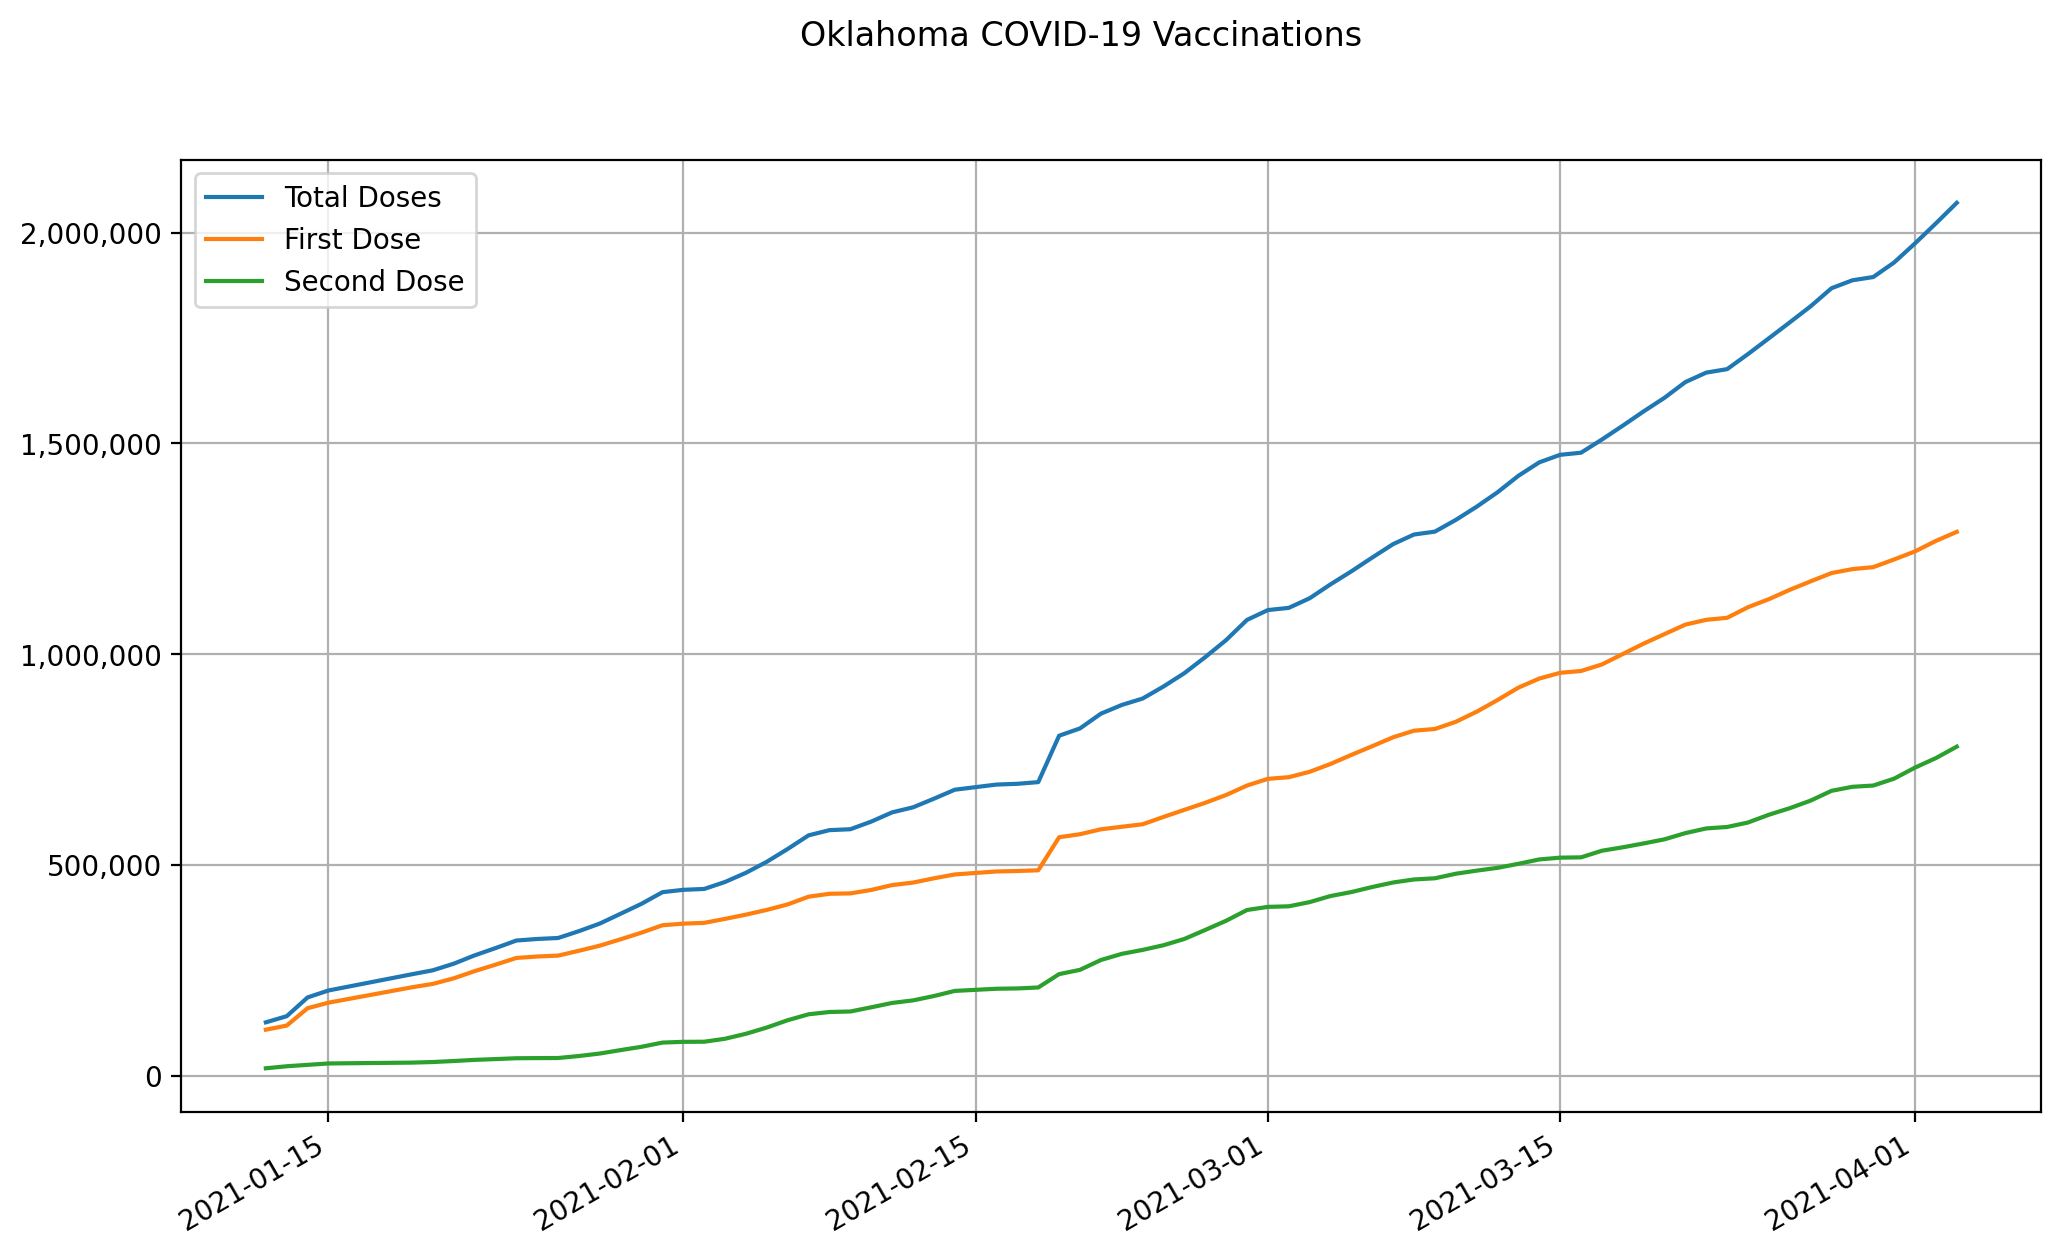 Oklahoma COVID-19 Vaccinations
Total Doses
First Dose
Second Dose
2,000,000
1,500,000
1,000,000
500,000
0
2021-01-15
2021-02-01
2021-02-15
2021-03-01
2021-03-15
2021-04-01